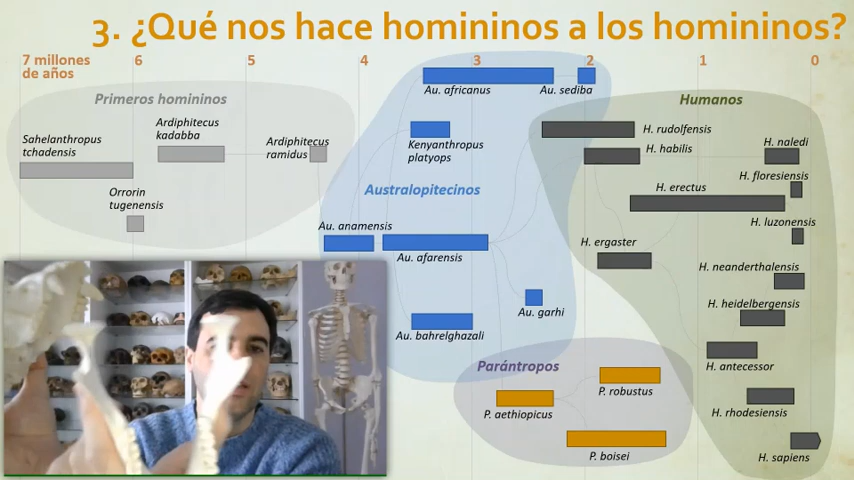 3. ¿Qué nos hace homininos a los homininos?
7 millones
de años
6
5
4
3
2
1
0
Primeros homininos
Sahelanthropus
tchadensis
Ardiphitecus
kadabba
Ardiphitecus
ramidus
Orrorin
tugenensis
Au. africanus
Au. sediba
Kenyanthropus
platyops
Australopitecinos
Au. anamensis
Au. afarensis
Au. garhi
Au. bahrelghazali
Parántropos
P. robustus
P. aethiopicus
P. boisei
Humanos
H. rudolfensis
H. habilis
H. naledi
H. floresiensis
H. erectus
H. luzonensis
H. ergaster
H. neanderthalensis
H. heidelbergensis
H. antecessor
H. rhodesiensis
H. sapiens